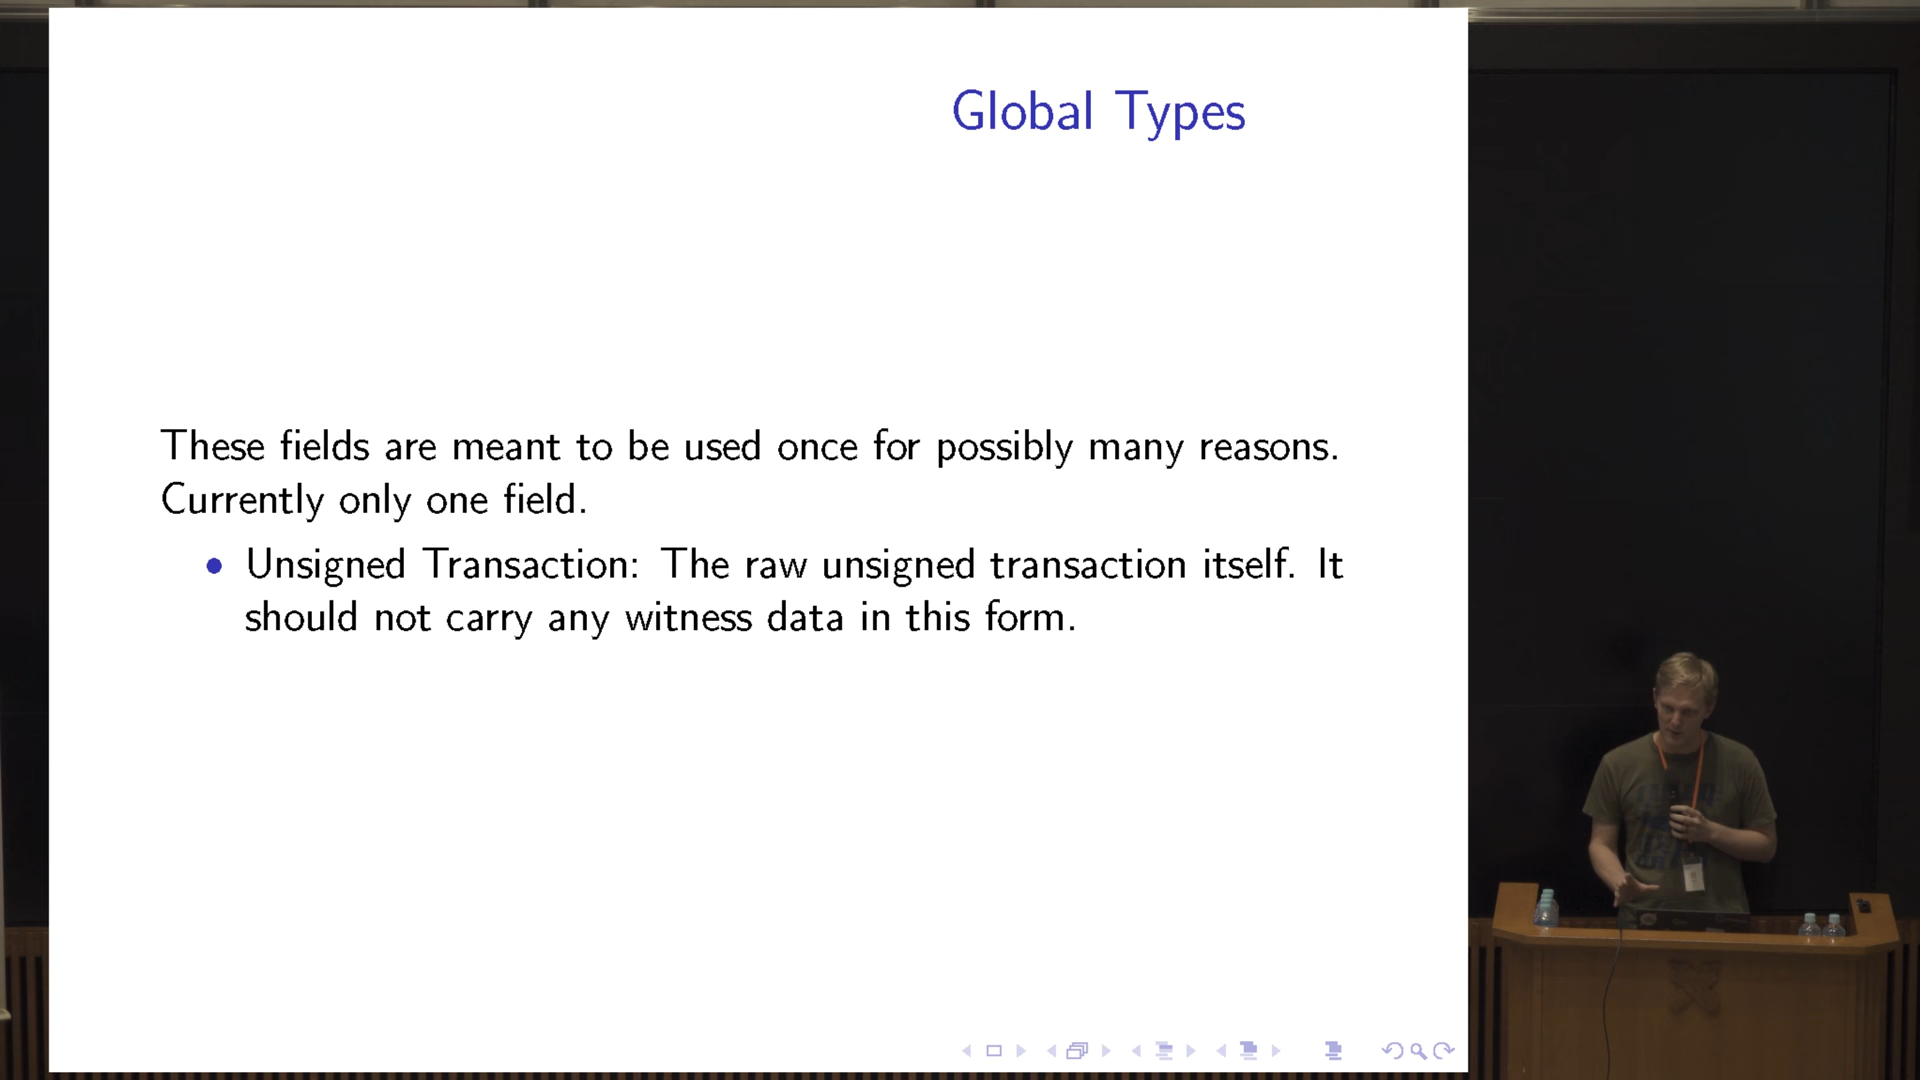 Global Types
These fields are meant to be used once for possibly many reasons.
Currently only one field.
• Unsigned Transaction: The raw unsigned transaction itself. It
should not carry any witness data in this form.